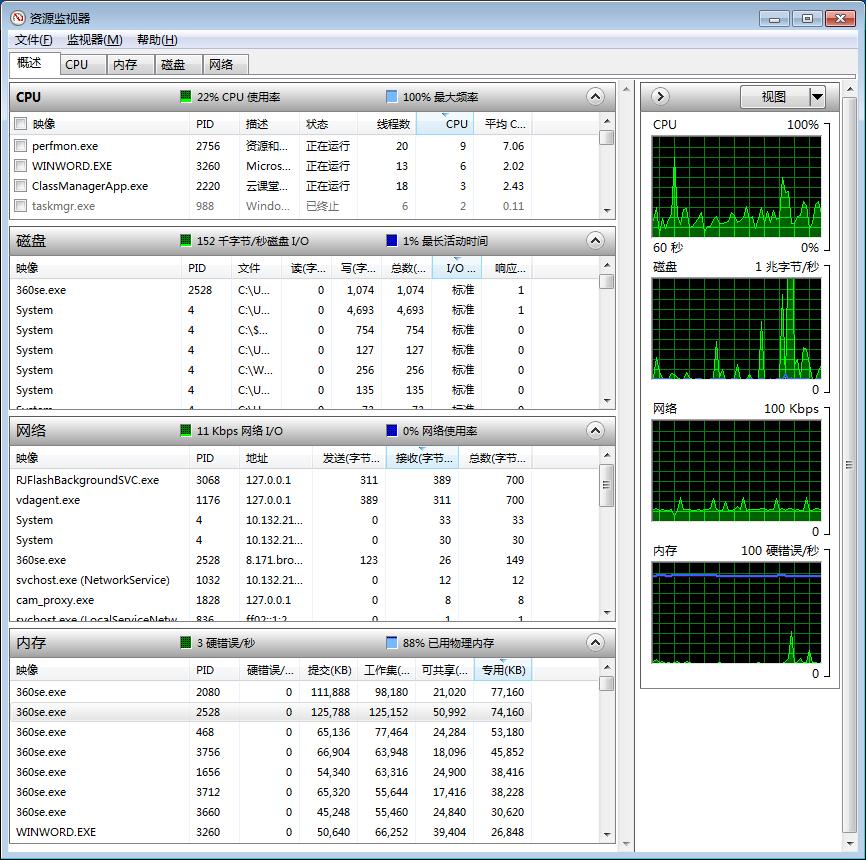 资源监视器
文件(F) 监视器(M) 帮助(H)
概述 CPU 内存 磁盘 网络
CPU 22% CPU 使用率 100% 最大频率
映像 PID 描述 状态 线程数 CPU 平均 C...
perfmon.exe 2756 资源和... 正在运行 20 9 7.06
WINWORD.EXE 3260 Micros... 正在运行 13 6 2.02
ClassManagerApp.exe 2220 云课堂... 正在运行 18 3 2.43
taskmgr.exe 988 Windo... 已终止 6 2 0.11
磁盘 152 千字节/秒磁盘 I/O 1% 最长活动时间
映像 PID 文件 读(字... 写(字... 总数(... I/O ... 响应...
360se.exe 2528 C:\U... 0 1,074 1,074 标准 1
System 4 C:\U... 0 4,693 4,693 标准 1
System 4 C:\$... 0 754 754 标准 0
System 4 C:\U... 0 127 127 标准 0
System 4 C:\W... 0 256 256 标准 0
System 4 C:\U... 0 135 135 标准 0
System 4 C:\U... 0 73 73 标准 0
网络 11 Kbps 网络 I/O 0% 网络使用率
映像 PID 地址 发送(字节... 接收(字节... 总数(字节...
RJFlashBackgroundSVC.exe 3068 127.0.0.1 311 389 700
vdagent.exe 1176 127.0.0.1 389 311 700
System 4 10.132.21... 0 33 33
System 4 10.132.21... 0 30 30
360se.exe 2528 8.171.bro... 123 26 149
svchost.exe (NetworkService) 1032 10.132.21... 0 12 12
cam_proxy.exe 1828 127.0.0.1 0 8 8
svchost.exe (LocalServiceNetw... 836 ff02::1:2 0 1 1
内存 3 硬错误/秒 88% 已用物理内存
映像 PID 硬错误/... 提交(KB) 工作集(... 可共享(... 专用(KB)
360se.exe 2080 0 111,888 98,180 21,020 77,160
360se.exe 2528 0 125,788 125,152 50,992 74,160
360se.exe 468 0 65,136 77,464 24,284 53,180
360se.exe 3756 0 66,904 63,948 18,096 45,852
360se.exe 1656 0 54,340 63,316 24,900 38,416
360se.exe 3712 0 65,320 55,644 17,416 38,228
360se.exe 3660 0 45,248 55,460 24,840 30,620
WINWORD.EXE 3260 0 50,640 66,252 39,404 26,848
视图
CPU 100%
60 秒 0%
磁盘 1 兆字节/秒
0
网络 100 Kbps
0
内存 100 硬错误/秒
0